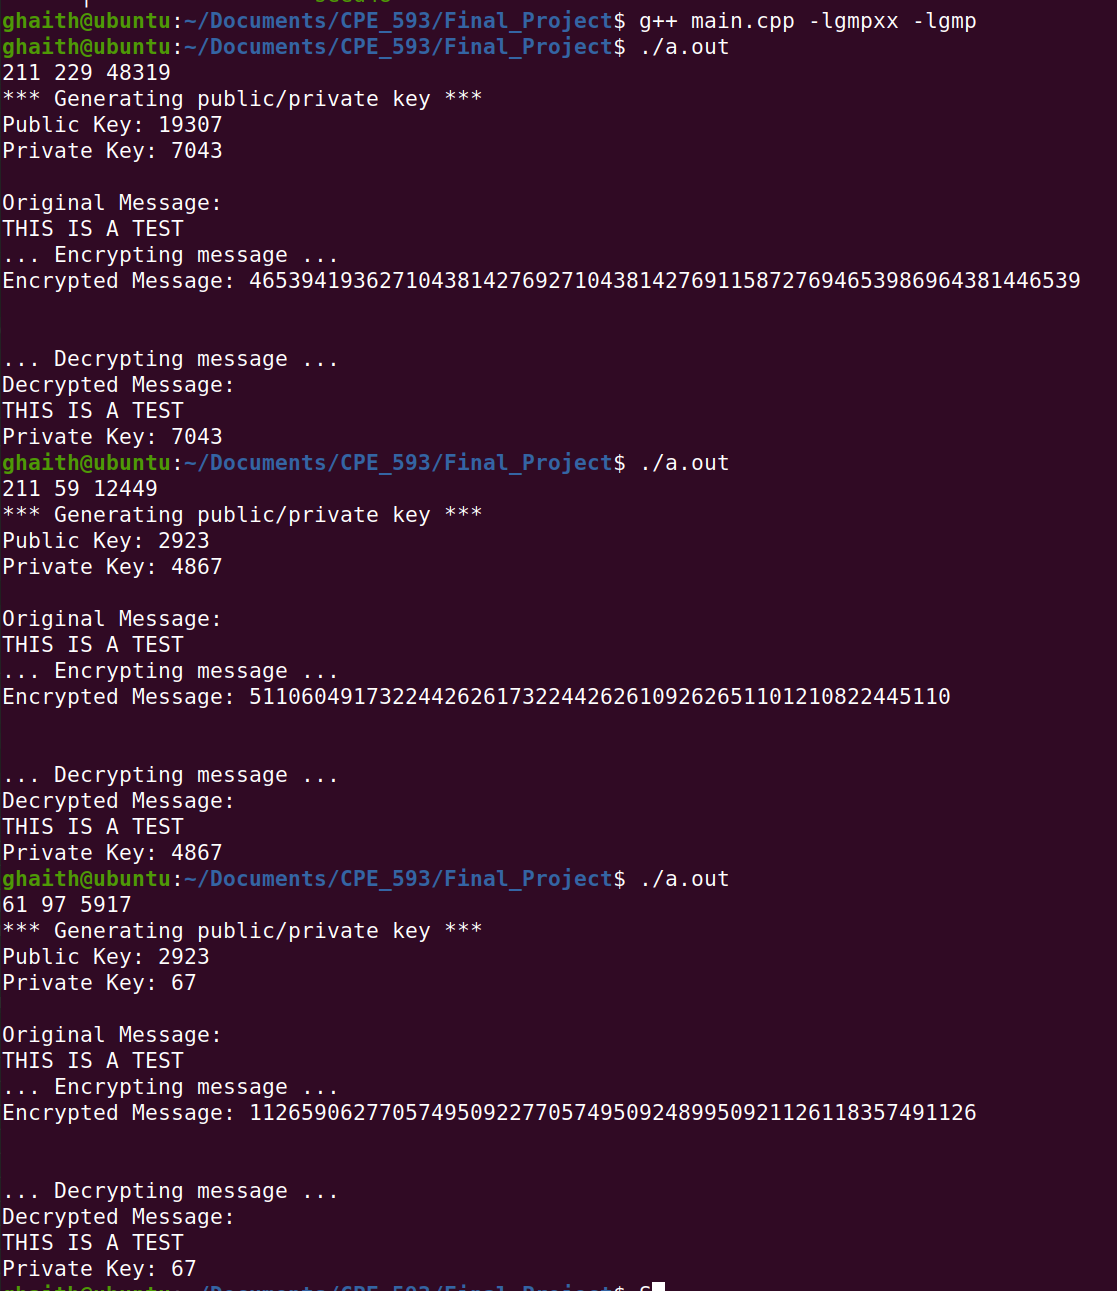 ghaith@ubuntu:~/Documents/CPE_593/Final_Project$ g++ main.cpp -lgmpxx -lgmp
ghaith@ubuntu:~/Documents/CPE_593/Final_Project$ ./a.out
211 229 48319
*** Generating public/private key ***
Public Key: 19307
Private Key: 7043
Original Message:
THIS IS A TEST
... Encrypting message ...
Encrypted Message: 4653941936271043814276927104381427691158727694653986964381446539
... Decrypting message ...
Decrypted Message:
THIS IS A TEST
Private Key: 7043
ghaith@ubuntu:~/Documents/CPE_593/Final_Project$ ./a.out
211 59 12449
*** Generating public/private key ***
Public Key: 2923
Private Key: 4867
Original Message:
THIS IS A TEST
... Encrypting message ...
Encrypted Message: 511060491732244262617322442626109262651101210822445110
... Decrypting message ...
Decrypted Message:
THIS IS A TEST
Private Key: 4867
ghaith@ubuntu:~/Documents/CPE_593/Final_Project$ ./a.out
61 97 5917
*** Generating public/private key ***
Public Key: 2923
Private Key: 67
Original Message:
THIS IS A TEST
... Encrypting message ...
Encrypted Message: 11265906277057495092277057495092489950921126118357491126
... Decrypting message ...
Decrypted Message:
THIS IS A TEST
Private Key: 67
ghaith@ubuntu:~/Documents/CPE_593/Final_Project$